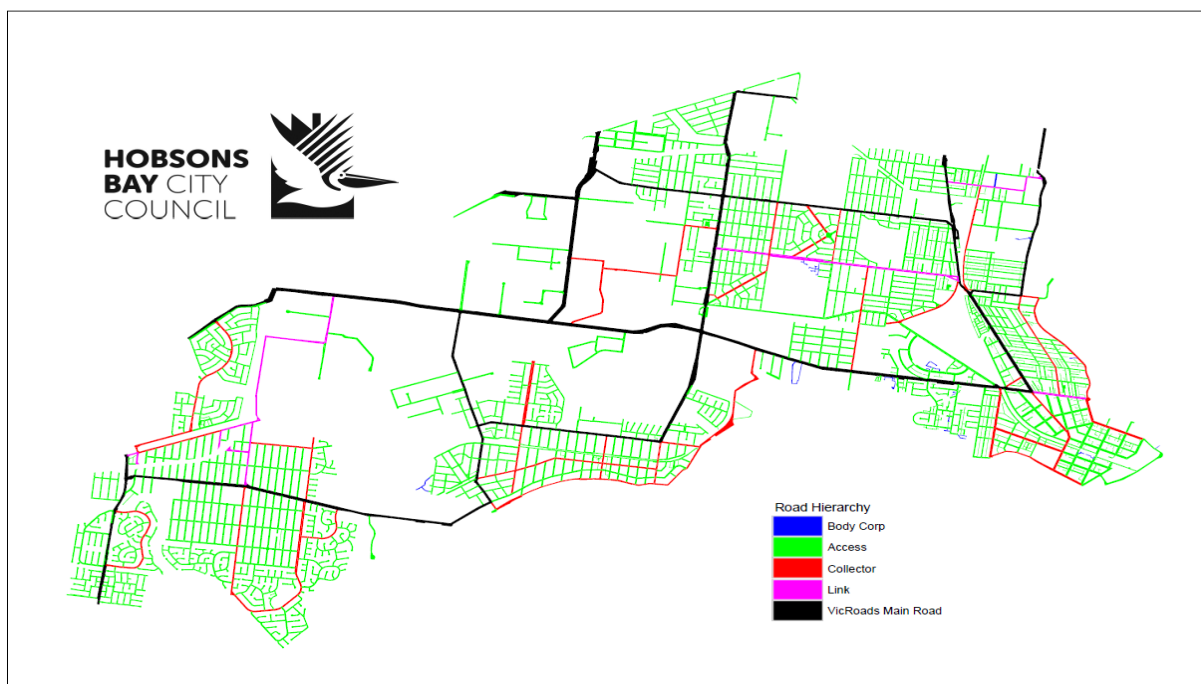 HOBSONS
BAY CITY
COUNCIL
Road Hierarchy
Body Corp
Access
Collector
Link
VicRoads Main Road